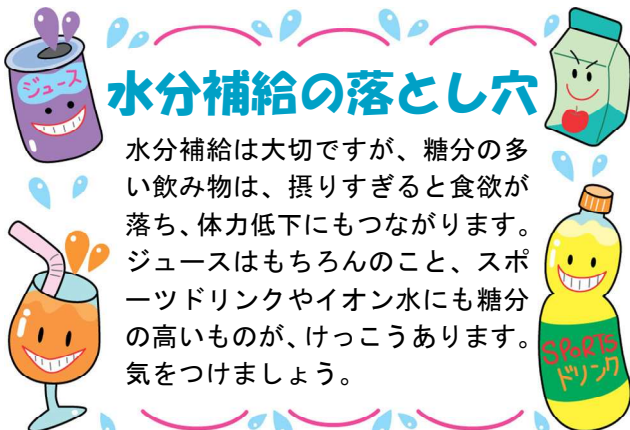 ジュース
水分補給の落とし穴
水分補給は大切ですが、糖分の多
い飲み物は、摂りすぎると食欲が
落ち、体力低下にもつながります。
ジュースはもちろんのこと、スポ
ーツドリンクやイオン水にも糖分
の高いものが、けっこうあります。
気をつけましょう。
SPORTS
ドリンク